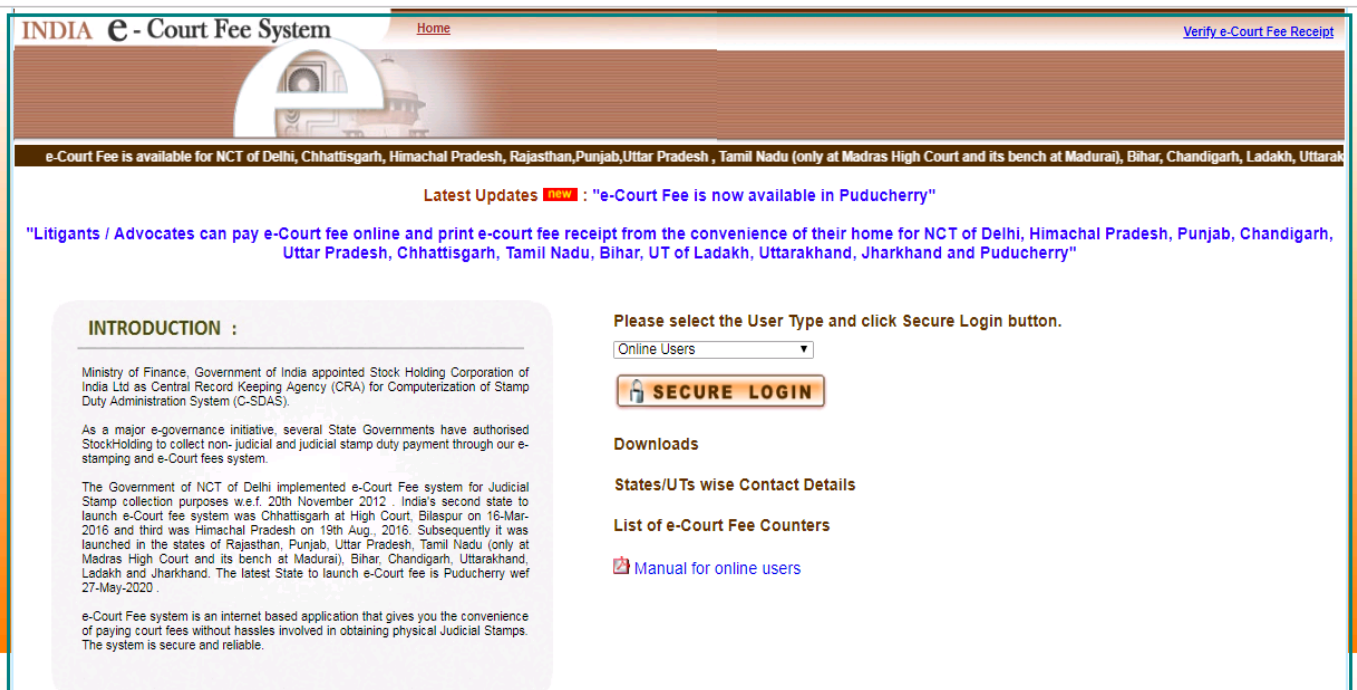 INDIA e - Court Fee System
Home
Verify e-Court Fee Receipt
e-Court Fee is available for NCT of Delhi, Chhattisgarh, Himachal Pradesh, Rajasthan,Punjab,Uttar Pradesh , Tamil Nadu (only at Madras High Court and its bench at Madurai), Bihar, Chandigarh, Ladakh, Uttarak
Latest Updates new : "e-Court Fee is now available in Puducherry"
"Litigants / Advocates can pay e-Court fee online and print e-court fee receipt from the convenience of their home for NCT of Delhi, Himachal Pradesh, Punjab, Chandigarh,
Uttar Pradesh, Chhattisgarh, Tamil Nadu, Bihar, UT of Ladakh, Uttarakhand, Jharkhand and Puducherry"
INTRODUCTION :
Ministry of Finance, Government of India appointed Stock Holding Corporation of
India Ltd as Central Record Keeping Agency (CRA) for Computerization of Stamp
Duty Administration System (C-SDAS).
As a major e-governance initiative, several State Governments have authorised
StockHolding to collect non- judicial and judicial stamp duty payment through our e-
stamping and e-Court fees system.
The Government of NCT of Delhi implemented e-Court Fee system for Judicial
Stamp collection purposes w.e.f. 20th November 2012 . India's second state to
launch e-Court fee system was Chhattisgarh at High Court, Bilaspur on 16-Mar-
2016 and third was Himachal Pradesh on 19th Aug., 2016. Subsequently it was
launched in the states of Rajasthan, Punjab, Uttar Pradesh, Tamil Nadu (only at
Madras High Court and its bench at Madurai), Bihar, Chandigarh, Uttarakhand,
Ladakh and Jharkhand. The latest State to launch e-Court fee is Puducherry wef
27-May-2020 .
e-Court Fee system is an internet based application that gives you the convenience
of paying court fees without hassles involved in obtaining physical Judicial Stamps.
The system is secure and reliable.
Please select the User Type and click Secure Login button.
Online Users
SECURE LOGIN
Downloads
States/UTs wise Contact Details
List of e-Court Fee Counters
Manual for online users